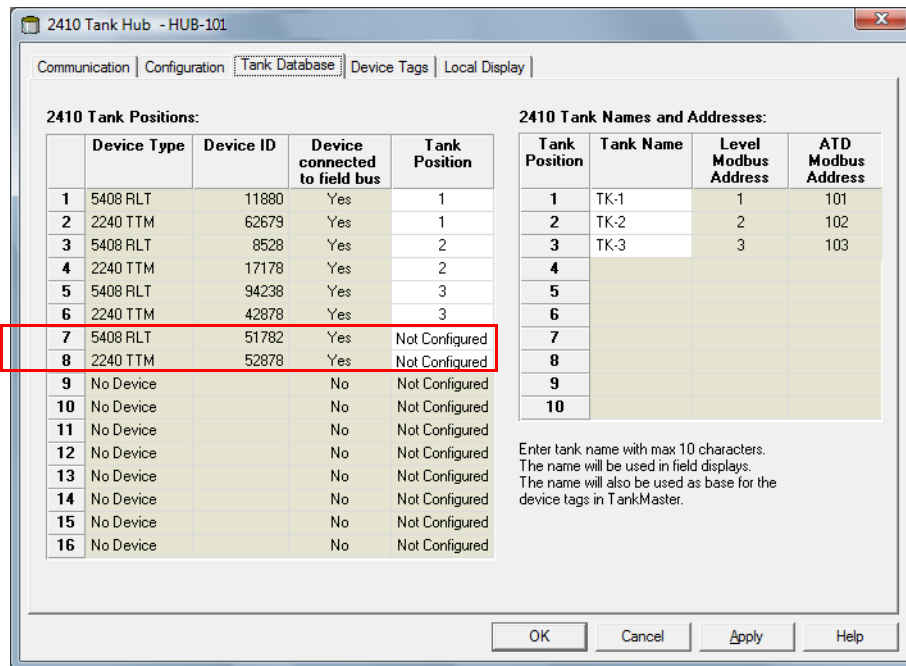 2410 Tank Hub - HUB-101
Communication Configuration Tank Database Device Tags Local Display
2410 Tank Positions:
Device Type Device ID Device connected to field bus Tank Position
1 5408 RLT 11880 Yes 1
2 2240 TTM 62679 Yes 1
3 5408 RLT 8528 Yes 2
4 2240 TTM 17178 Yes 2
5 5408 RLT 94238 Yes 3
6 2240 TTM 42878 Yes 3
7 5408 RLT 51782 Yes Not Configured
8 2240 TTM 52878 Yes Not Configured
9 No Device No Not Configured
10 No Device No Not Configured
11 No Device No Not Configured
12 No Device No Not Configured
13 No Device No Not Configured
14 No Device No Not Configured
15 No Device No Not Configured
16 No Device No Not Configured
2410 Tank Names and Addresses:
Tank Position Tank Name Level Modbus Address ATD Modbus Address
1 TK-1 1 101
2 TK-2 2 102
3 TK-3 3 103
4
5
6
7
8
9
10
Enter tank name with max 10 characters.
The name will be used in field displays.
The name will also be used as base for the
device tags in TankMaster.
OK Cancel Apply Help